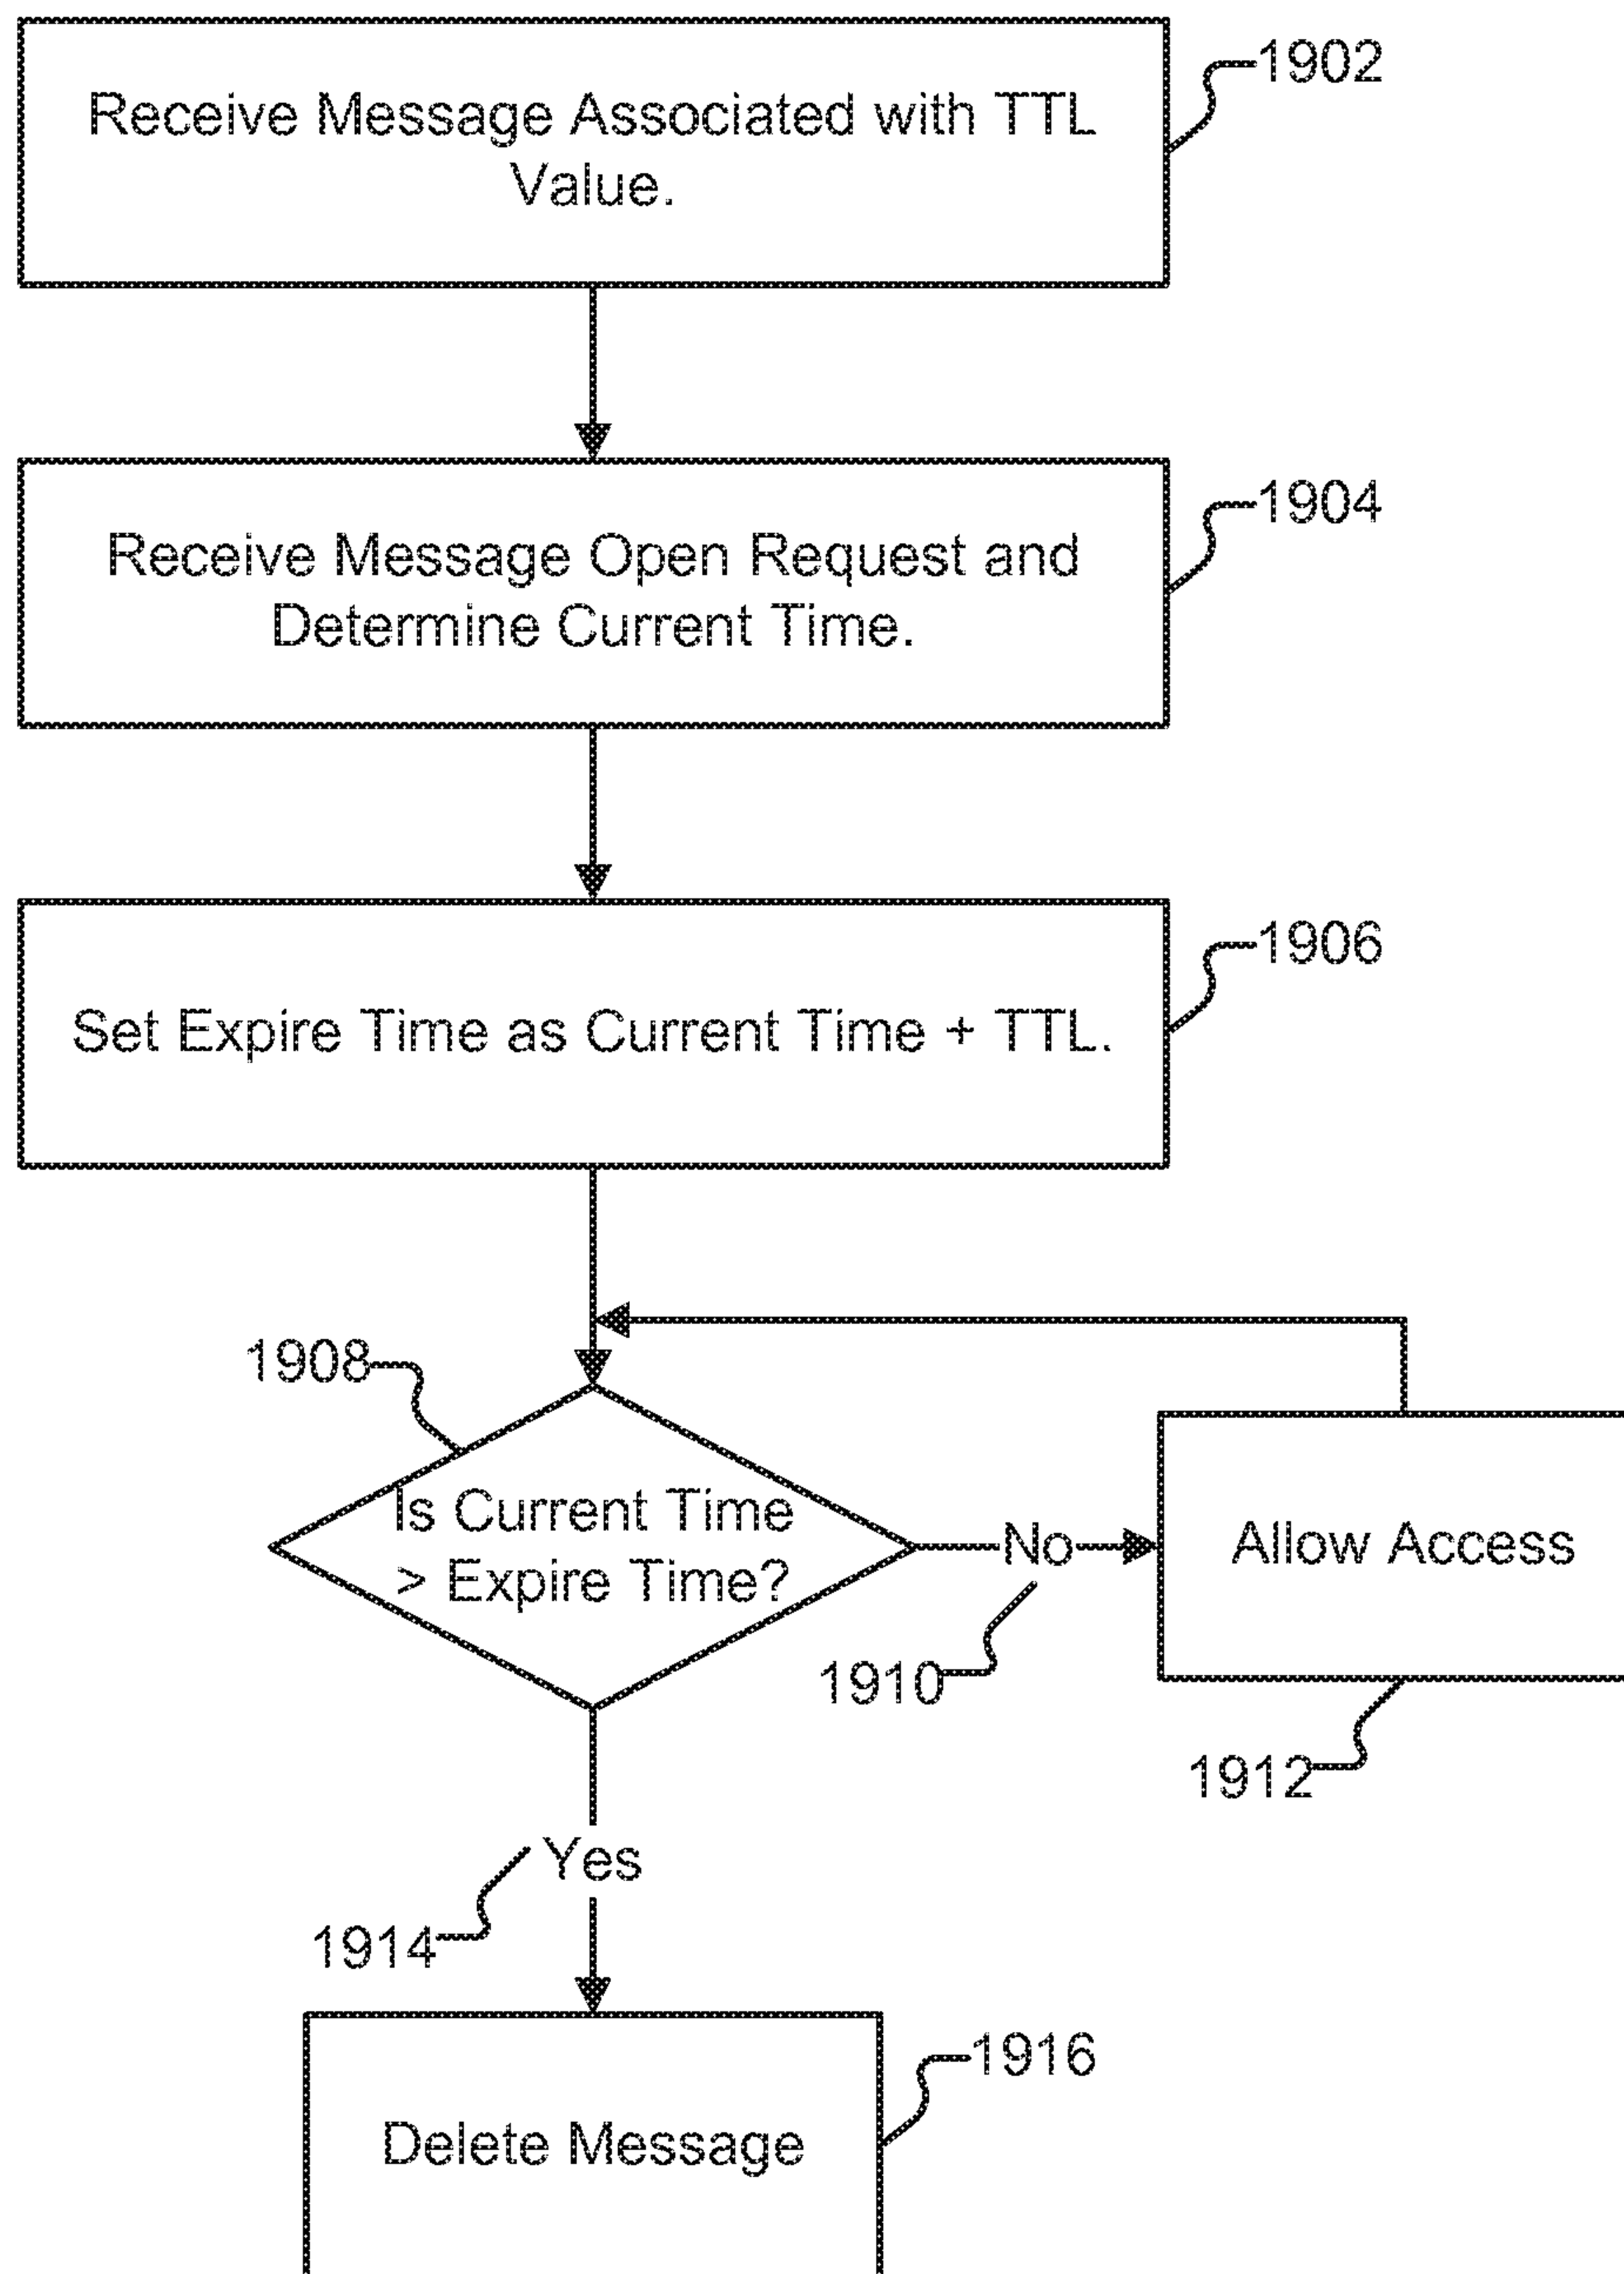 1902
Receive Message Associated with TTL
Value.
1904
Receive Message Open Request and
Determine Current Time.
1906
Set Expire Time as Current Time + TTL.
1908
Is Current Time
> Expire Time?
No
Allow Access
1910
1912
Yes
1914
1916
Delete Message